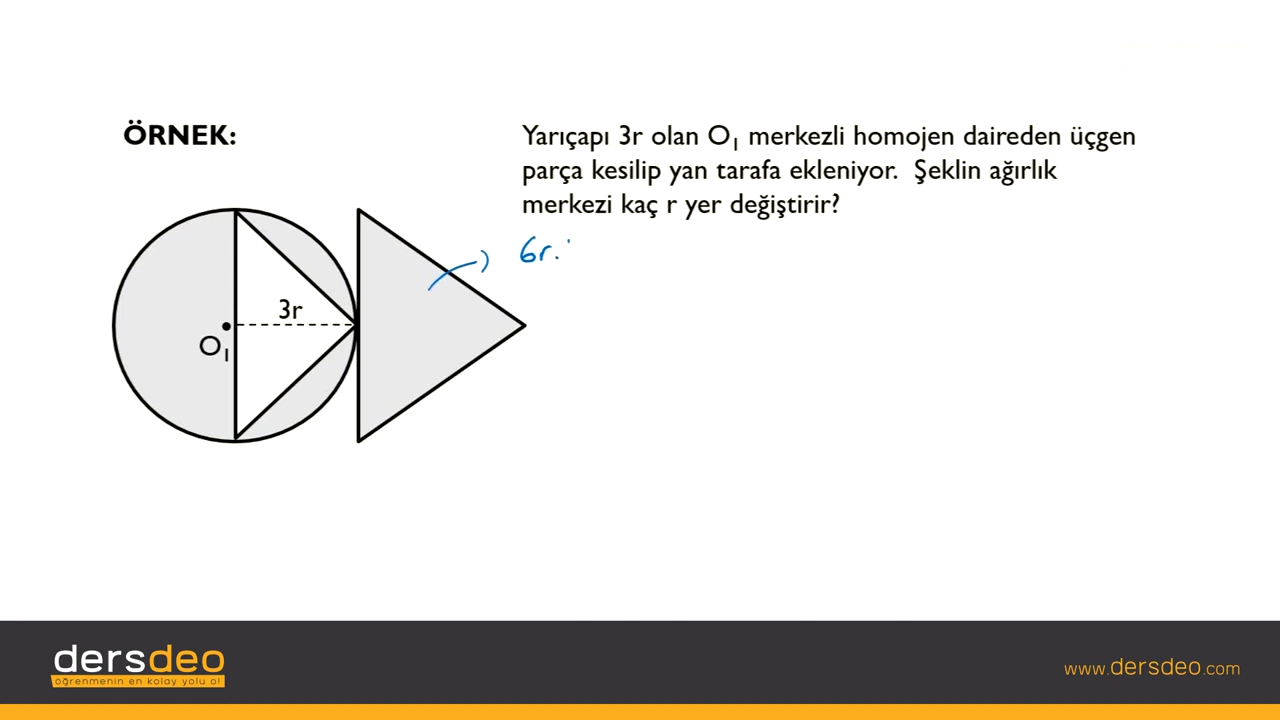 ÖRNEK:
Yarıçapı 3r olan O₁ merkezli homojen daireden üçgen
parça kesilip yan tarafa ekleniyor. Şeklin ağırlık
merkezi kaç r yer değiştirir?
6r.
3r
O₁
dersdeo
öğrenmenin en kolay yolu o!
www.dersdeo.com